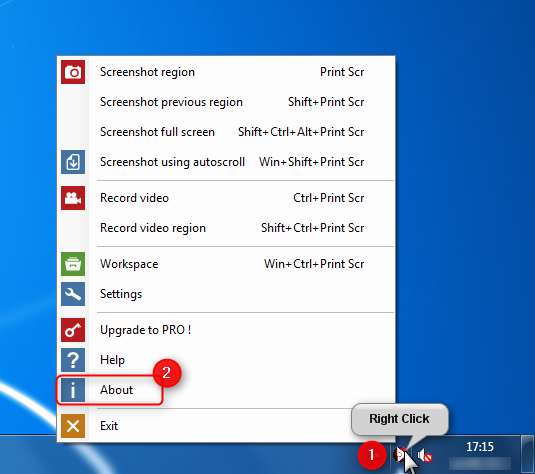 Screenshot region Print Scr
Screenshot previous region Shift+Print Scr
Screenshot full screen Shift+Ctrl+Alt+Print Scr
Screenshot using autoscroll Win+Shift+Print Scr
Record video Ctrl+Print Scr
Record video region Shift+Ctrl+Print Scr
Workspace Win+Ctrl+Print Scr
Settings
Upgrade to PRO !
? Help
2
i About
Exit
Right Click
1
17:15